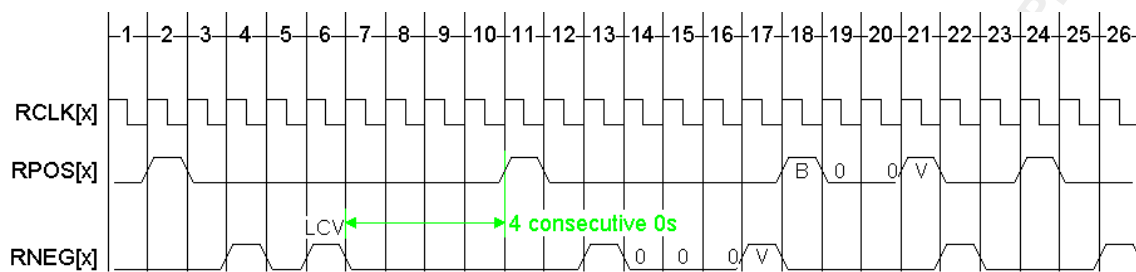 1 2 3 4 5 6 7 8 9 10 11 12 13 14 15 16 17 18 19 20 21 22 23 24 25 26
RCLK[x]
RPOS[x] B 0 0 V
LCV 4 consecutive 0s
RNEG[x] 0 0 0 V